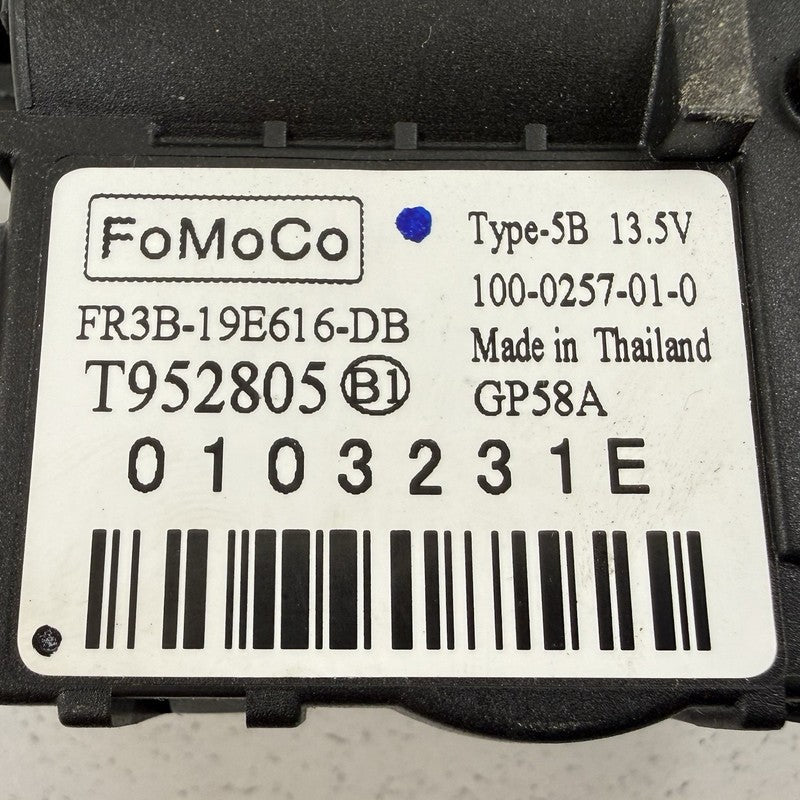 FoMoCo
FR3B-19E616-DB
T952805 B1
Type-5B 13.5V
100-0257-01-0
Made in Thailand
GP58A
0103231E